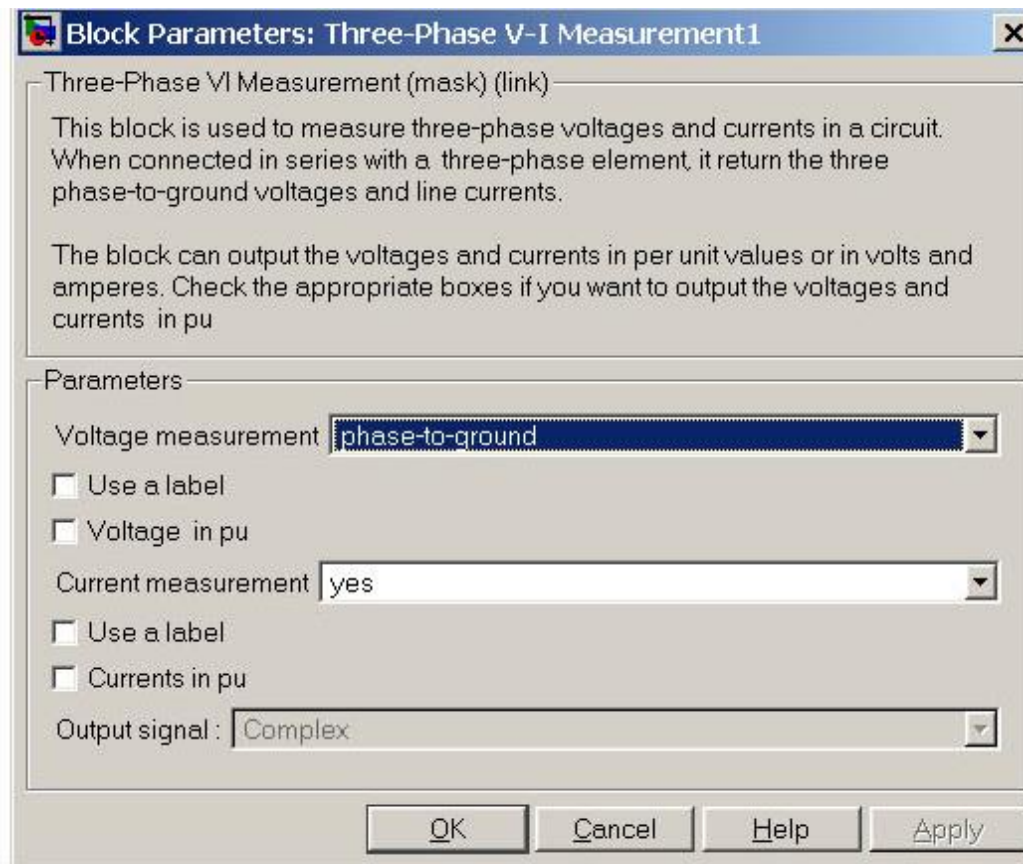 Block Parameters: Three-Phase V-I Measurement1
Three-Phase VI Measurement (mask) (link)
This block is used to measure three-phase voltages and currents in a circuit.
When connected in series with a three-phase element, it return the three
phase-to-ground voltages and line currents.
The block can output the voltages and currents in per unit values or in volts and
amperes. Check the appropriate boxes if you want to output the voltages and
currents in pu
Parameters
Voltage measurement phase-to-ground
Use a label
Voltage in pu
Current measurement yes
Use a label
Currents in pu
Output signal : Complex
OK Cancel Help Apply